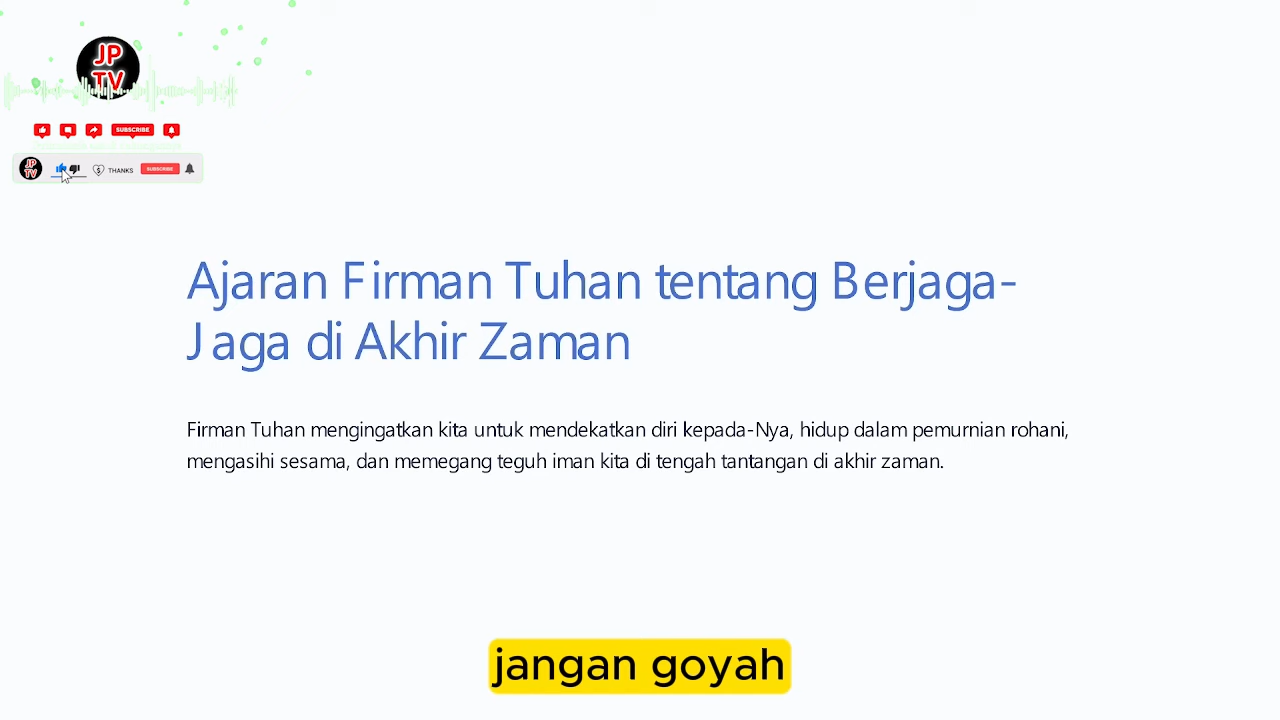 JP
TV
SUBSCRIBE
JP
TV
THANKS
SUBSCRIBE
Ajaran Firman Tuhan tentang Berjaga-
Jaga di Akhir Zaman
Firman Tuhan mengingatkan kita untuk mendekatkan diri kepada-Nya, hidup dalam pemurnian rohani,
mengasihi sesama, dan memegang teguh iman kita di tengah tantangan di akhir zaman.
jangan goyah